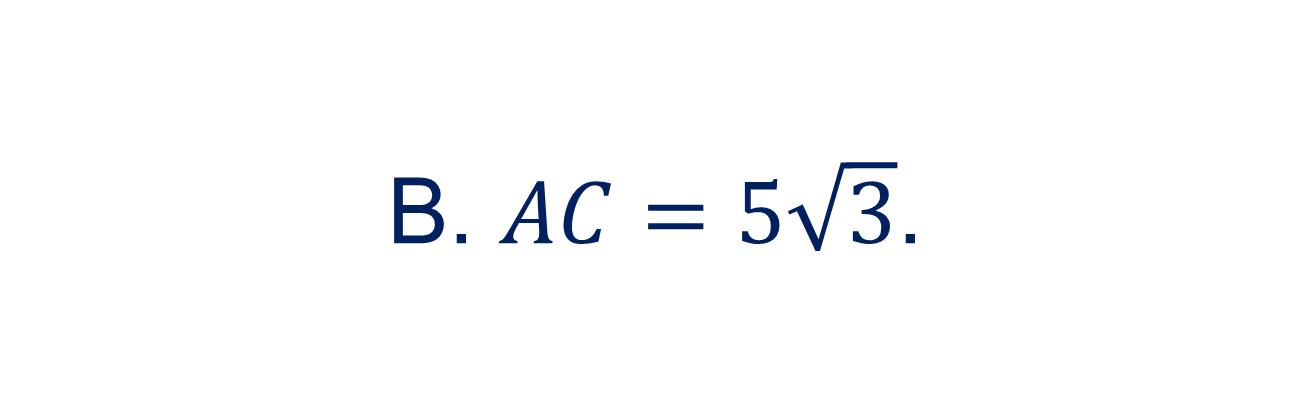 B. AC = 5√3.